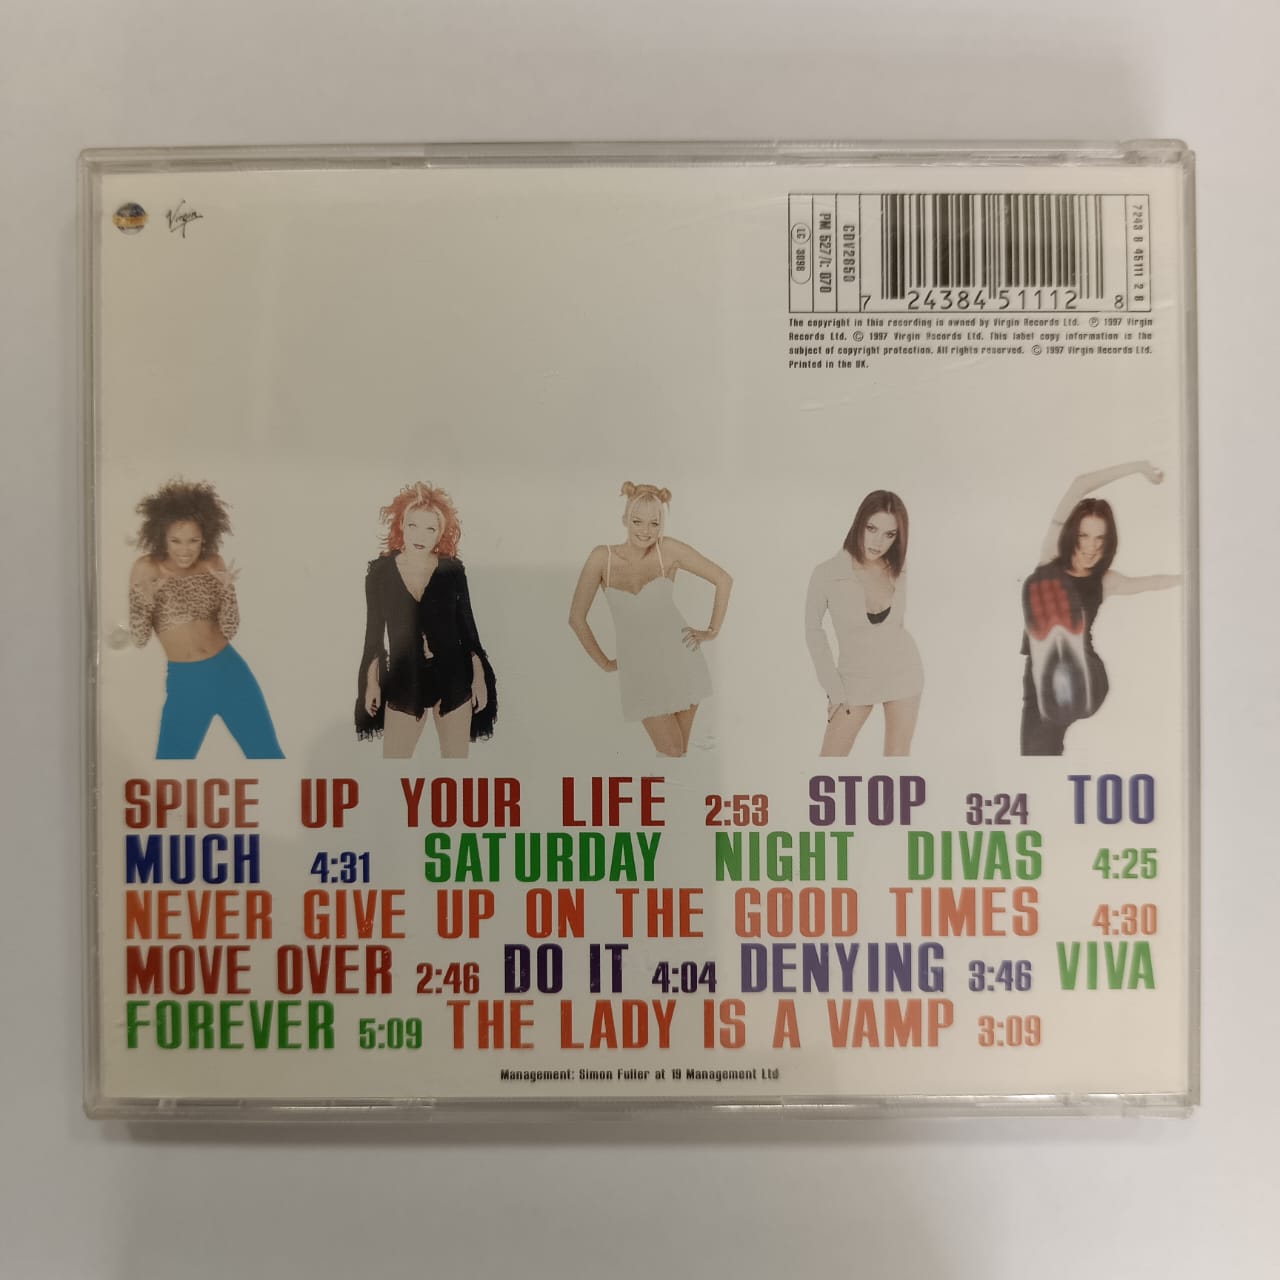 Virgin
LC 3098
PM 527/I: 070
CDV2850
7 24384 51112 8
7243 8 45111 2 8
The copyright in this recording is owned by Virgin Records Ltd. Ⓟ 1997 Virgin
Records Ltd. © 1997 Virgin Records Ltd. This label copy information is the
subject of copyright protection. All rights reserved. © 1997 Virgin Records Ltd.
Printed in the UK.
SPICE UP YOUR LIFE 2:53 STOP 3:24 TOO
MUCH 4:31 SATURDAY NIGHT DIVAS 4:25
NEVER GIVE UP ON THE GOOD TIMES 4:30
MOVE OVER 2:46 DO IT 4:04 DENYING 3:46 VIVA
FOREVER 5:09 THE LADY IS A VAMP 3:09
Management: Simon Fuller at 19 Management Ltd